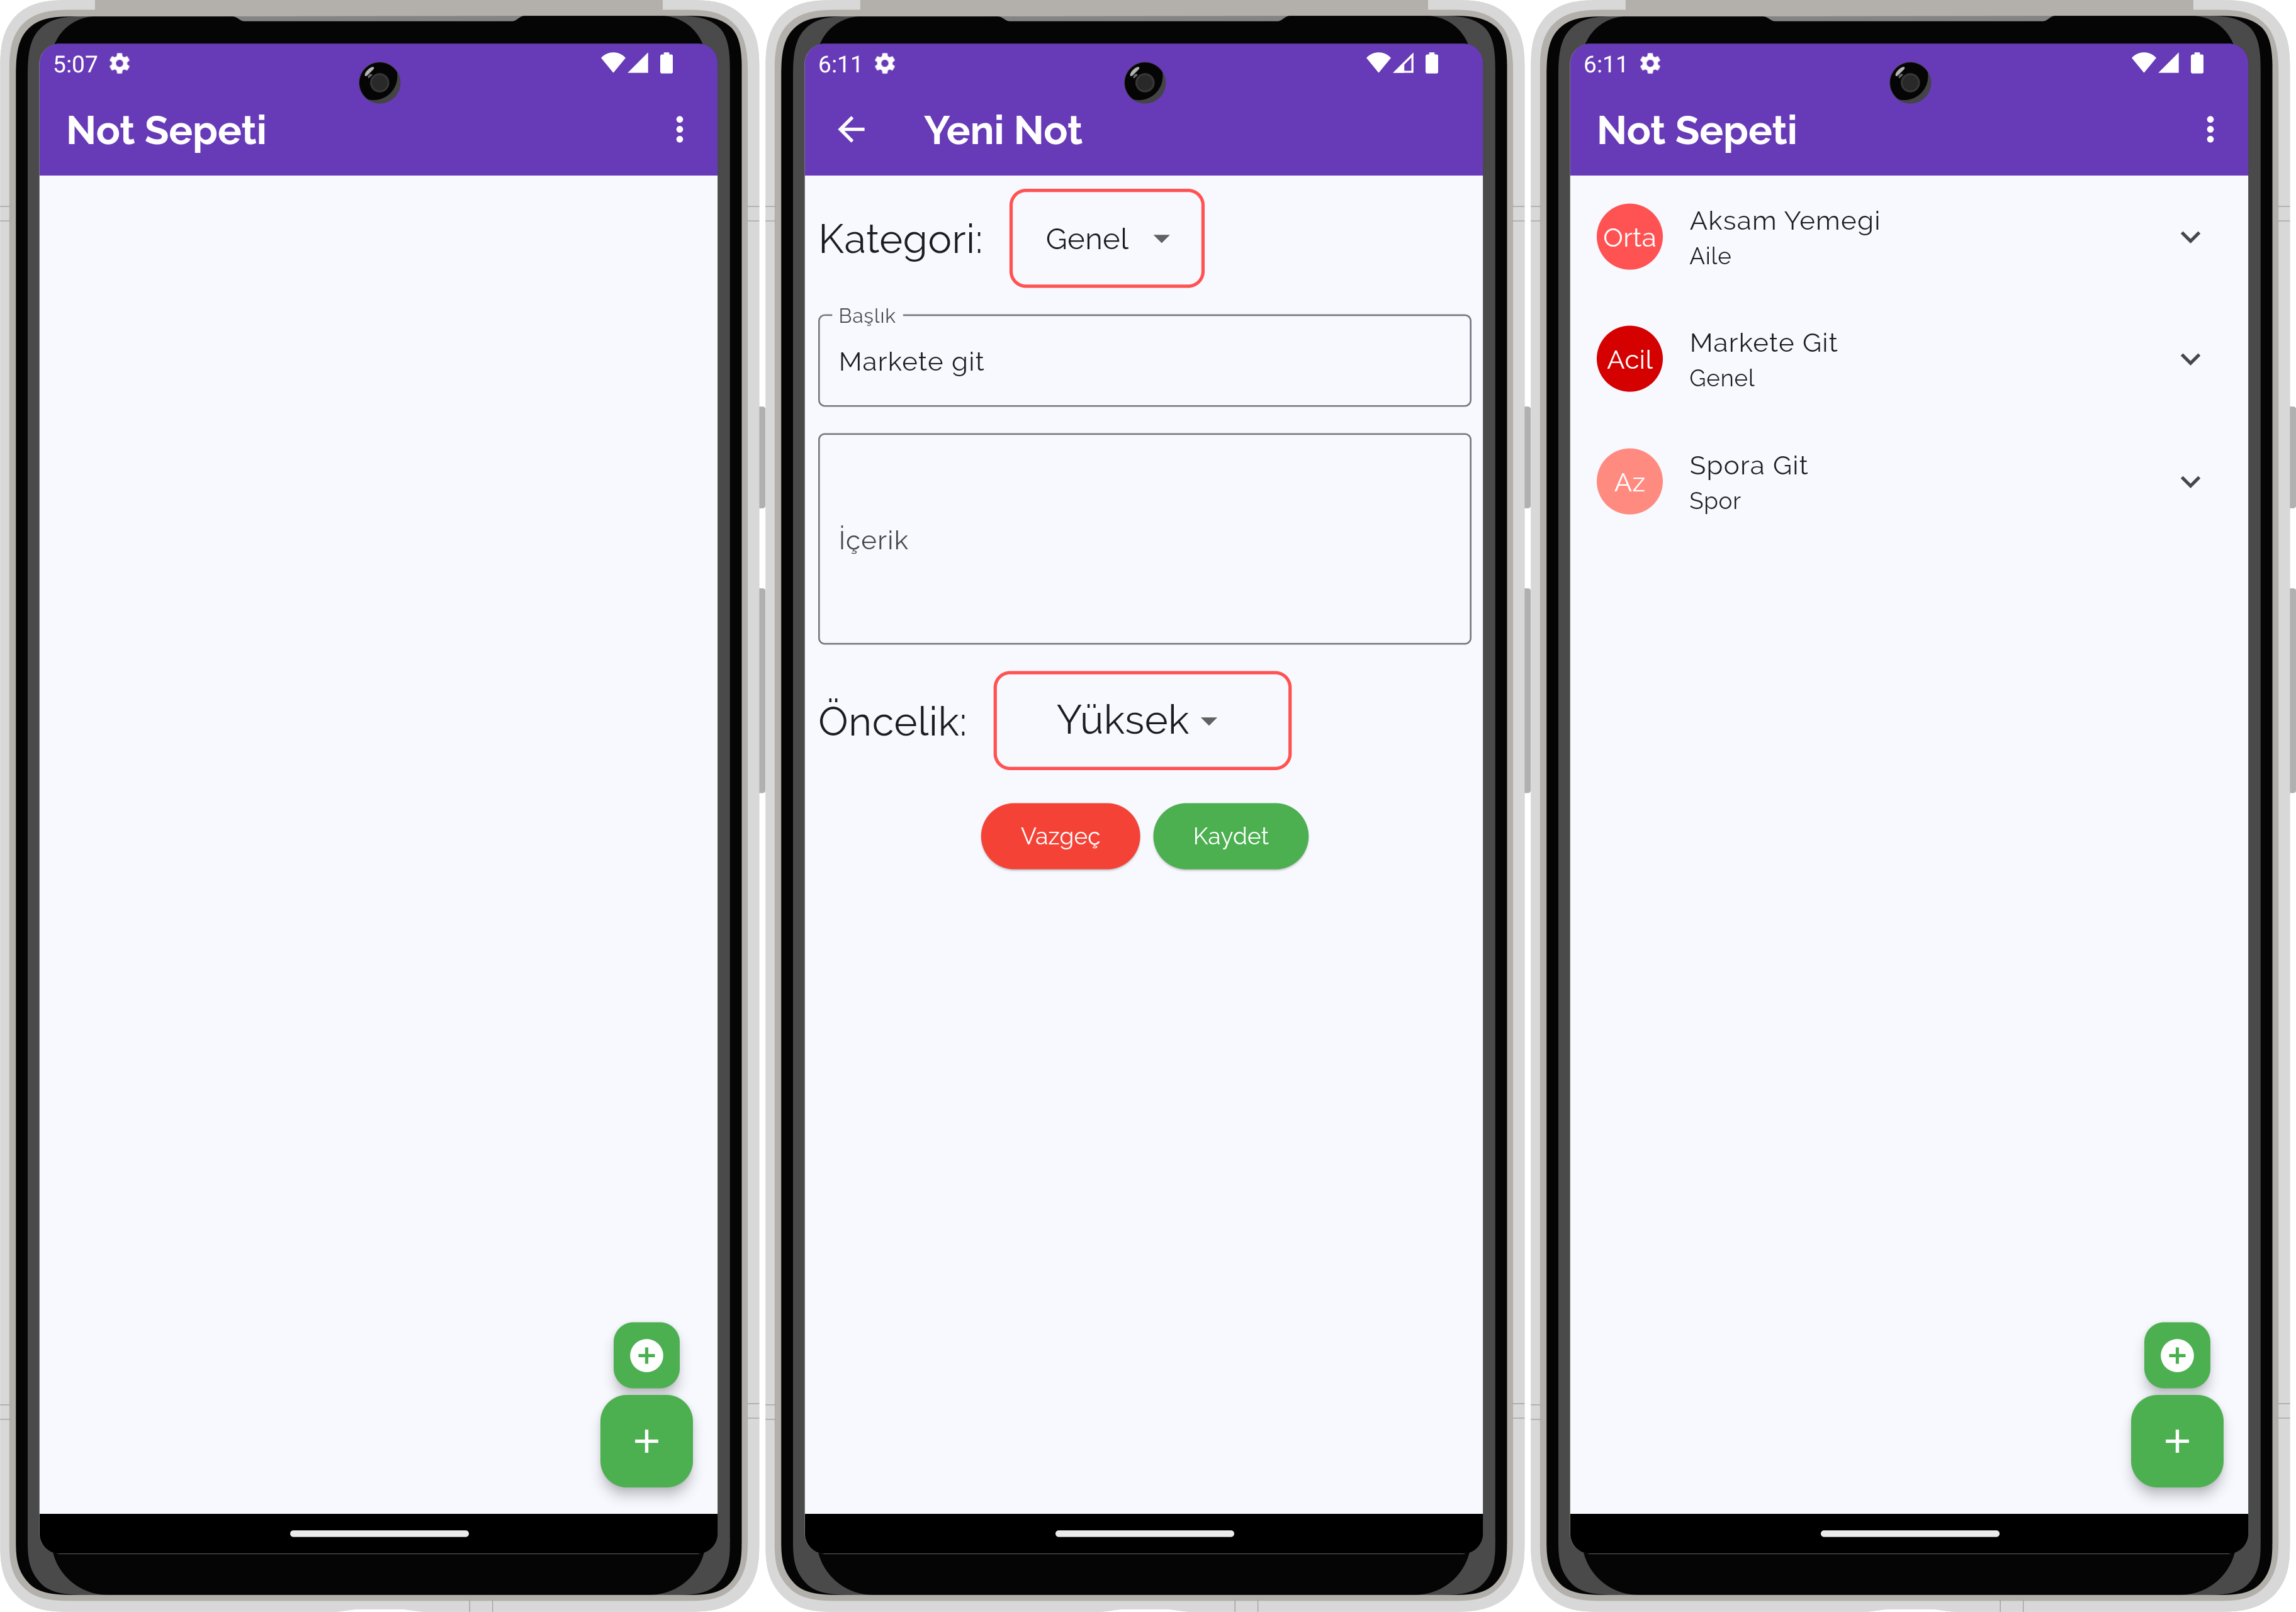 5:07
Not Sepeti
6:11
Yeni Not
Kategori: Genel
Başlık
Markete git
İçerik
Öncelik: Yüksek
Vazgeç Kaydet
6:11
Not Sepeti
Orta
Aksam Yemegi
Aile
Acil
Markete Git
Genel
Az
Spora Git
Spor